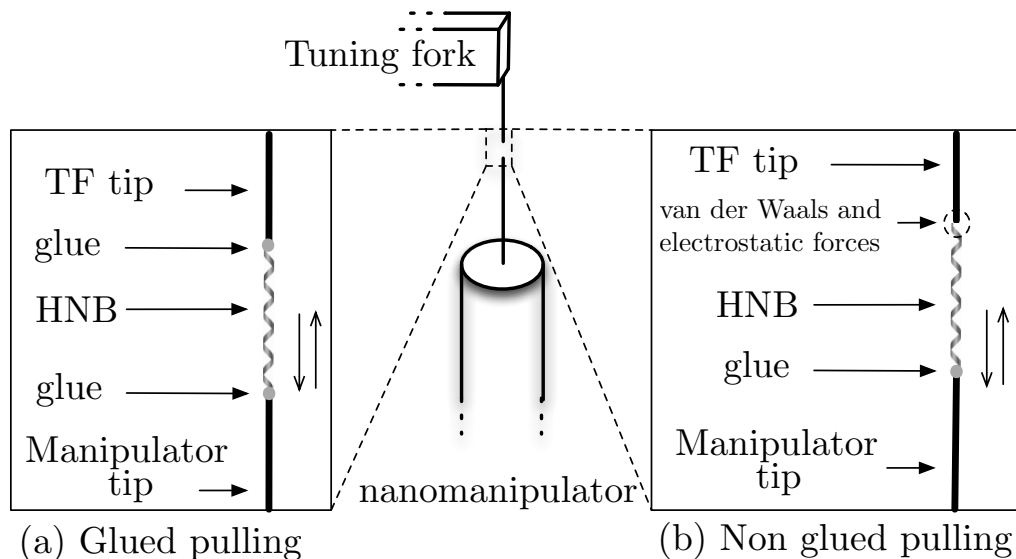 Tuning fork
TF tip
glue
HNB
glue
Manipulator
tip
(a) Glued pulling
nanomanipulator
TF tip
van der Waals and
electrostatic forces
HNB
glue
Manipulator
tip
(b) Non glued pulling